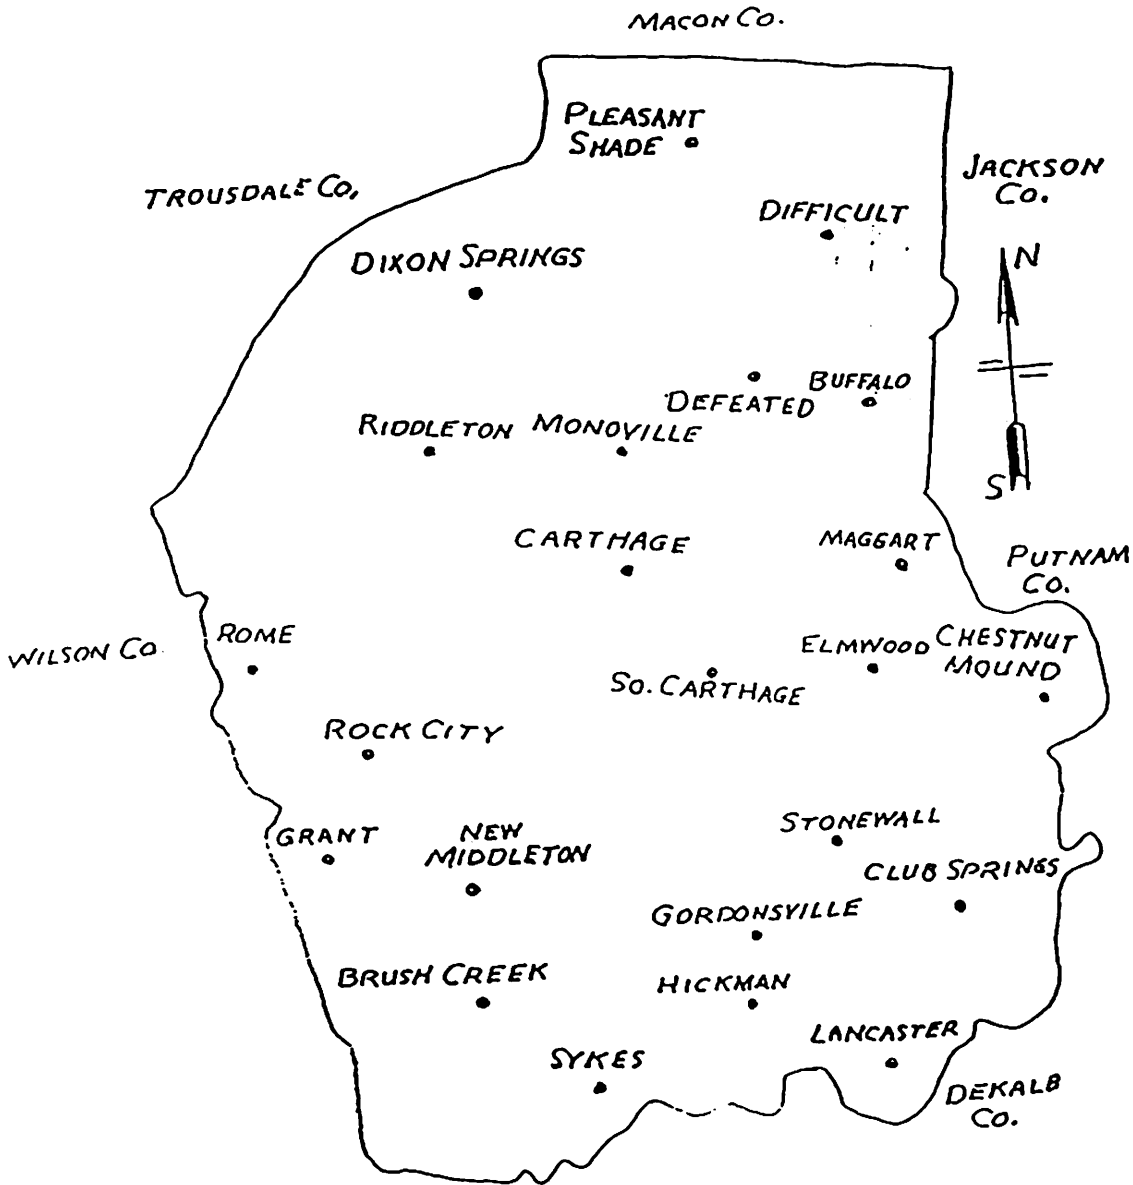 MACON CO.
PLEASANT
SHADE
TROUSDALE CO.
JACKSON
CO.
DIFFICULT
DIXON SPRINGS
N
DEFEATED
BUFFALO
RIDDLETON
MONOVILLE
S
CARTHAGE
MAGGART
PUTNAM
CO.
WILSON CO
ROME
ELMWOOD
CHESTNUT
MOUND
SO. CARTHAGE
ROCK CITY
GRANT
NEW
MIDDLETON
STONEWALL
CLUB SPRINGS
GORDONSVILLE
BRUSH CREEK
HICKMAN
LANCASTER
SYKES
DEKALB
CO.